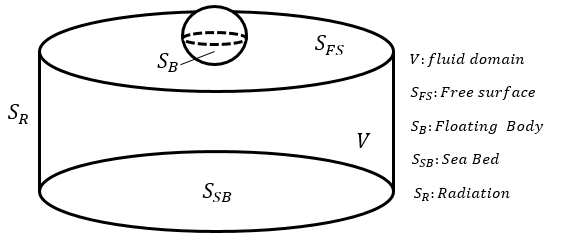 S_B
S_FS
S_R
V
S_SB
V: fluid domain
S_FS: Free surface
S_B: Floating Body
S_SB: Sea Bed
S_R: Radiation